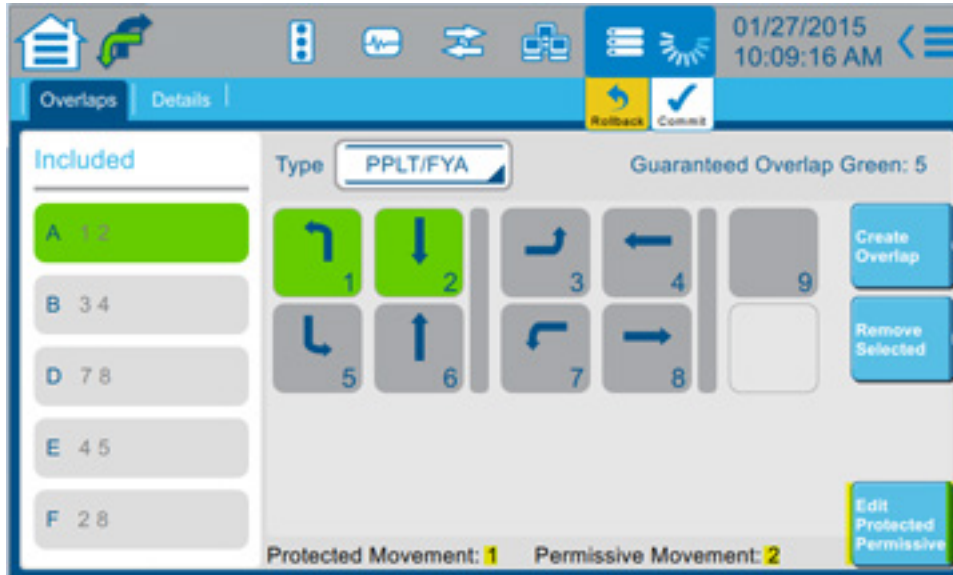 01/27/2015
10:09:16 AM
Overlaps Details
Rollback Commit
Included
Type PPLT/FYA Guaranteed Overlap Green: 5
A 1 2
B 3 4
D 7 8
E 4 5
F 2 8
1 2 3 4 9
5 6 7 8
Create
Overlap
Remove
Selected
Edit
Protected
Permissive
Protected Movement: 1 Permissive Movement: 2